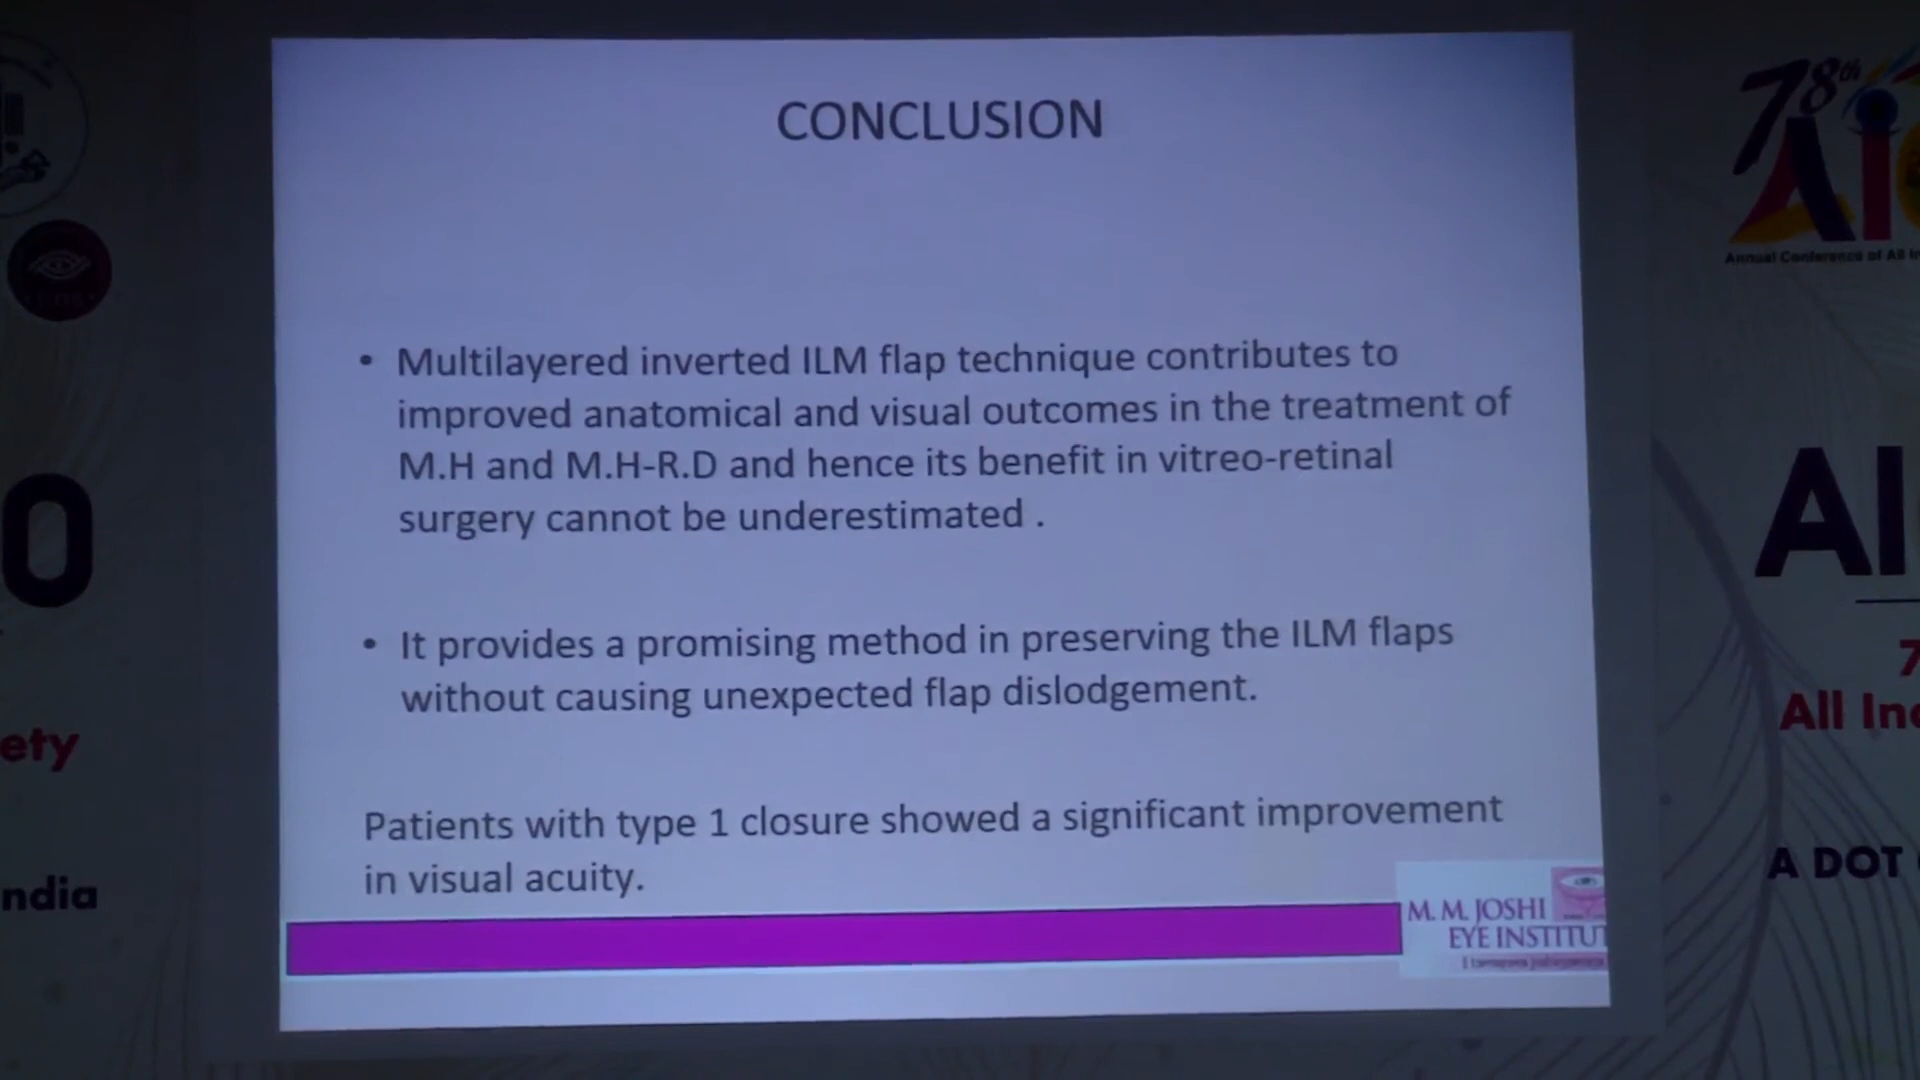 CONCLUSION
• Multilayered inverted ILM flap technique contributes to
improved anatomical and visual outcomes in the treatment of
M.H and M.H-R.D and hence its benefit in vitreo-retinal
surgery cannot be underestimated .
• It provides a promising method in preserving the ILM flaps
without causing unexpected flap dislodgement.
Patients with type 1 closure showed a significant improvement
in visual acuity.
M. M. JOSHI
EYE INSTITUT
O
ety
ndia
78th
AIO
Annual Conference of All In
AI
7
All Ind
A DOT